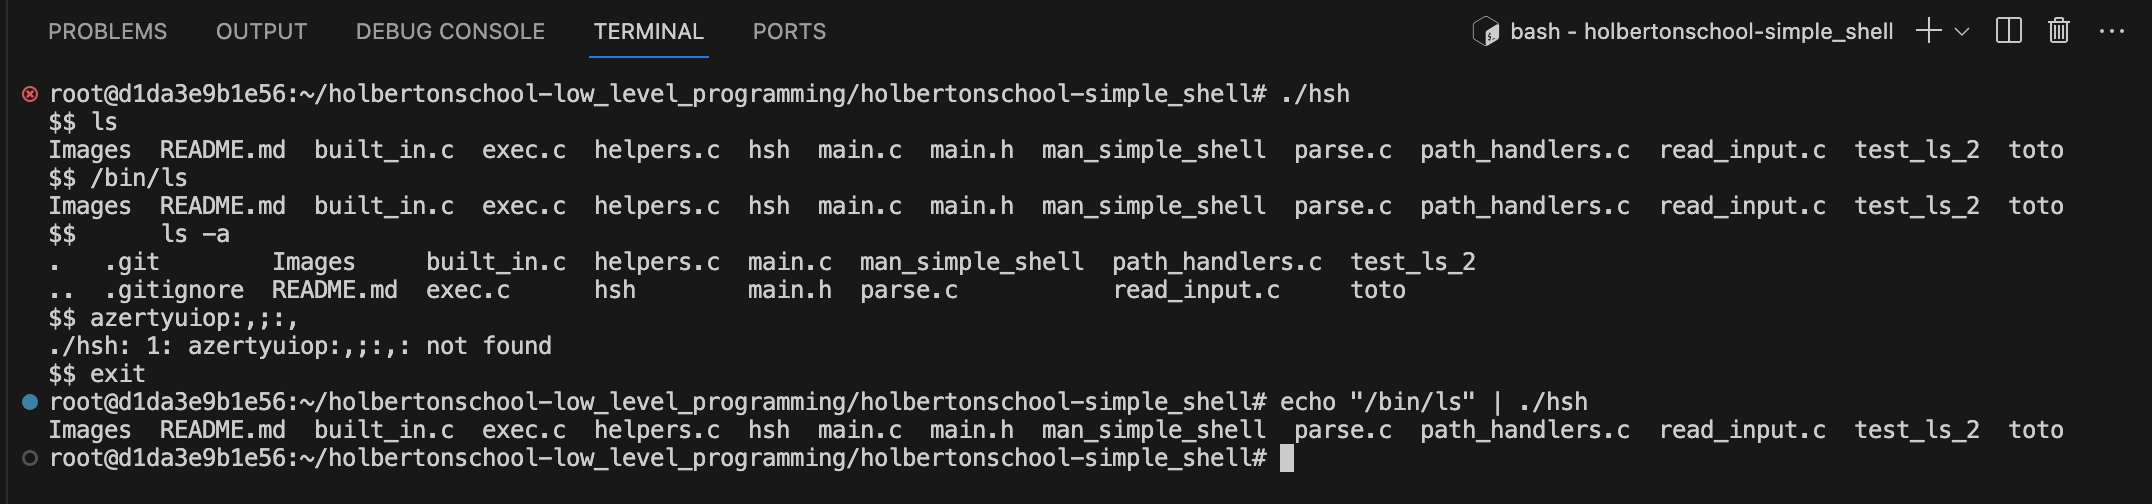 PROBLEMS OUTPUT DEBUG CONSOLE TERMINAL PORTS bash - holbertonschool-simple_shell
root@d1da3e9b1e56:~/holbertonschool-low_level_programming/holbertonschool-simple_shell# ./hsh
$$ ls
Images  README.md  built_in.c  exec.c  helpers.c  hsh  main.c  main.h  man_simple_shell  parse.c  path_handlers.c  read_input.c  test_ls_2  toto
$$ /bin/ls
Images  README.md  built_in.c  exec.c  helpers.c  hsh  main.c  main.h  man_simple_shell  parse.c  path_handlers.c  read_input.c  test_ls_2  toto
$$      ls -a
.   .git        Images     built_in.c  helpers.c  main.c  man_simple_shell  path_handlers.c  test_ls_2
..  .gitignore  README.md  exec.c      hsh        main.h  parse.c           read_input.c     toto
$$ azertyuiop:,;:,
./hsh: 1: azertyuiop:,;:,: not found
$$ exit
root@d1da3e9b1e56:~/holbertonschool-low_level_programming/holbertonschool-simple_shell# echo "/bin/ls" | ./hsh
Images  README.md  built_in.c  exec.c  helpers.c  hsh  main.c  main.h  man_simple_shell  parse.c  path_handlers.c  read_input.c  test_ls_2  toto
root@d1da3e9b1e56:~/holbertonschool-low_level_programming/holbertonschool-simple_shell#